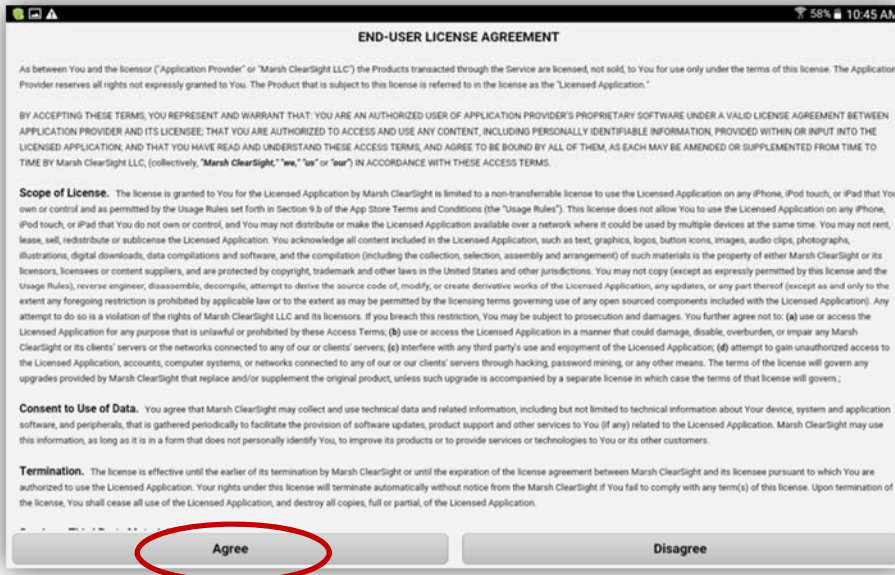 58% 10:45 AM
END-USER LICENSE AGREEMENT
As between You and the licensor ("Application Provider" or "Marsh ClearSight LLC") the Products transacted through the Service are licensed, not sold, to You for use only under the terms of this license. The Application
Provider reserves all rights not expressly granted to You. The Product that is subject to this license is referred to in the license as the "Licensed Application."
BY ACCEPTING THESE TERMS, YOU REPRESENT AND WARRANT THAT: YOU ARE AN AUTHORIZED USER OF APPLICATION PROVIDER'S PROPRIETARY SOFTWARE UNDER A VALID LICENSE AGREEMENT BETWEEN
APPLICATION PROVIDER AND ITS LICENSEE; THAT YOU ARE AUTHORIZED TO ACCESS AND USE ANY CONTENT, INCLUDING PERSONALLY IDENTIFIABLE INFORMATION, PROVIDED WITHIN OR INPUT INTO THE
LICENSED APPLICATION; AND THAT YOU HAVE READ AND UNDERSTAND THESE ACCESS TERMS, AND AGREE TO BE BOUND BY ALL OF THEM, AS EACH MAY BE AMENDED OR SUPPLEMENTED FROM TIME TO
TIME BY Marsh ClearSight LLC, (collectively, "Marsh ClearSight," "we," "us" or "our") IN ACCORDANCE WITH THESE ACCESS TERMS.
Scope of License. The license is granted to You for the Licensed Application by Marsh ClearSight is limited to a non-transferrable license to use the Licensed Application on any iPhone, iPod touch, or iPad that You
own or control and as permitted by the Usage Rules set forth in Section 9.b of the App Store Terms and Conditions (the "Usage Rules"). This license does not allow You to use the Licensed Application on any iPhone,
iPod touch, or iPad that You do not own or control, and You may not distribute or make the Licensed Application available over a network where it could be used by multiple devices at the same time. You may not rent,
lease, sell, redistribute or sublicense the Licensed Application. You acknowledge all content included in the Licensed Application, such as text, graphics, logos, button icons, images, audio clips, photographs,
illustrations, digital downloads, data compilations and software, and the compilation (including the collection, selection, assembly and arrangement) of such materials is the property of either Marsh ClearSight or its
licensors, licensees or content suppliers, and are protected by copyright, trademark and other laws in the United States and other jurisdictions. You may not copy (except as expressly permitted by this license and the
Usage Rules), reverse engineer, disassemble, decompile, attempt to derive the source code of, modify, or create derivative works of the Licensed Application, any updates, or any part thereof (except as and only to the
extent any foregoing restriction is prohibited by applicable law or to the extent as may be permitted by the licensing terms governing use of any open sourced components included with the Licensed Application). Any
attempt to do so is a violation of the rights of Marsh ClearSight LLC and its licensors. If you breach this restriction, You may be subject to prosecution and damages. You further agree not to: (a) use or access the
Licensed Application for any purpose that is unlawful or prohibited by these Access Terms; (b) use or access the Licensed Application in a manner that could damage, disable, overburden, or impair any Marsh
ClearSight or its clients' servers or the networks connected to any of our or clients' servers; (c) interfere with any third party's use and enjoyment of the Licensed Application; (d) attempt to gain unauthorized access to
the Licensed Application, accounts, computer systems, or networks connected to any of our or our clients' servers through hacking, password mining, or any other means. The terms of the license will govern any
upgrades provided by Marsh ClearSight that replace and/or supplement the original product, unless such upgrade is accompanied by a separate license in which case the terms of that license will govern.;
Consent to Use of Data. You agree that Marsh ClearSight may collect and use technical data and related information, including but not limited to technical information about Your device, system and application
software, and peripherals, that is gathered periodically to facilitate the provision of software updates, product support and other services to You (if any) related to the Licensed Application. Marsh ClearSight may use
this information, as long as it is in a form that does not personally identify You, to improve its products or to provide services or technologies to You or its other customers.
Termination. The license is effective until the earlier of its termination by Marsh ClearSight or until the expiration of the license agreement between Marsh ClearSight and its licensee pursuant to which You are
authorized to use the Licensed Application. Your rights under this license will terminate automatically without notice from the Marsh ClearSight if You fail to comply with any term(s) of this license. Upon termination of
the license, You shall cease all use of the Licensed Application, and destroy all copies, full or partial, of the Licensed Application.
Agree Disagree